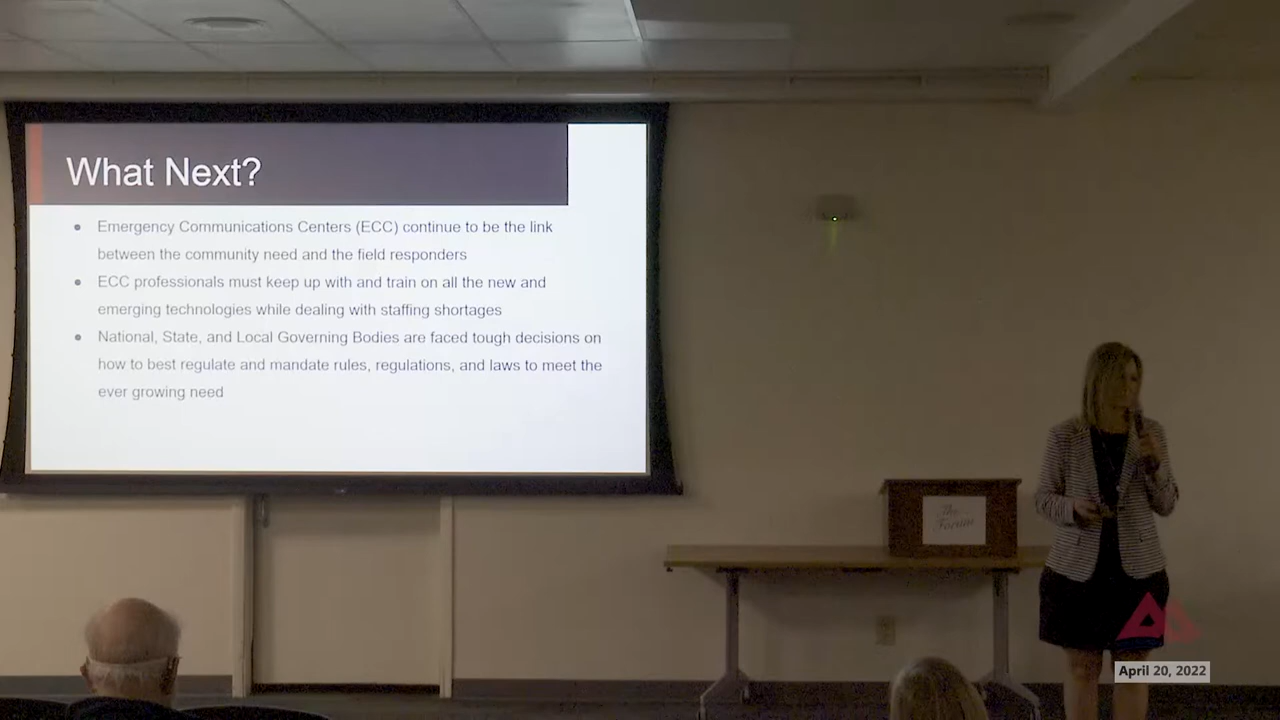 What Next?
Emergency Communications Centers (ECC) continue to be the link
between the community need and the field responders
ECC professionals must keep up with and train on all the new and
emerging technologies while dealing with staffing shortages
National, State, and Local Governing Bodies are faced tough decisions on
how to best regulate and mandate rules, regulations, and laws to meet the
ever growing need
The
Forum
April 20, 2022